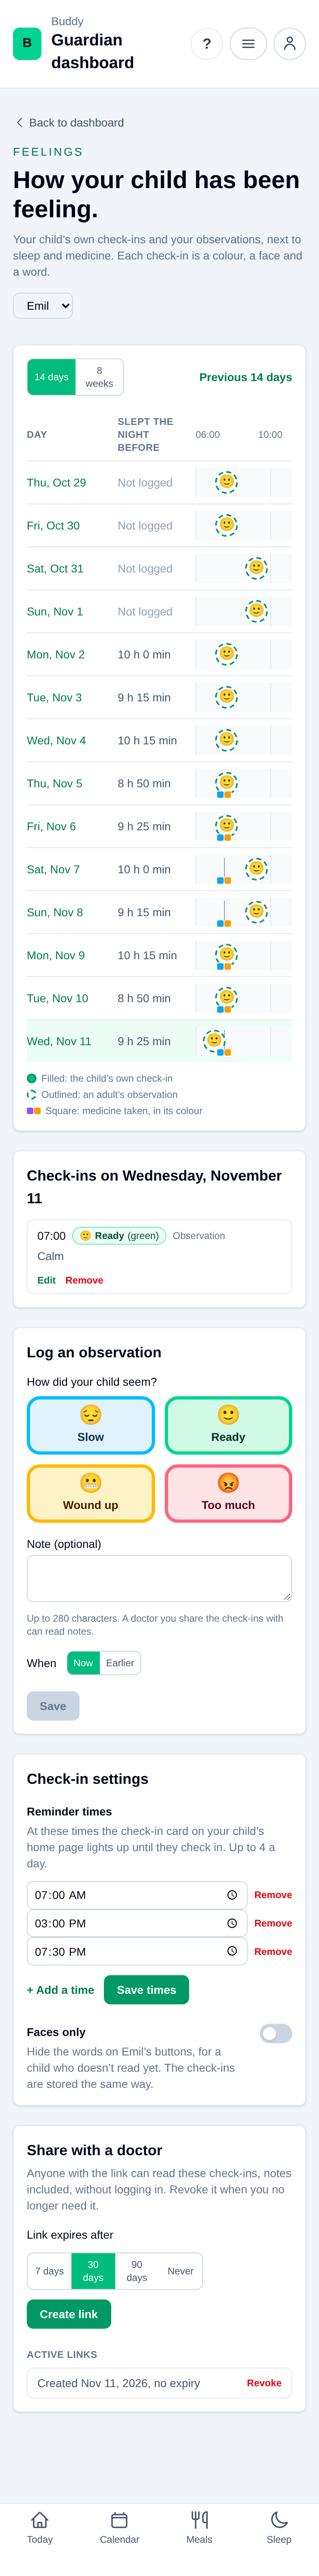 B
Buddy
Guardian
dashboard
?
Back to dashboard
FEELINGS
How your child has been
feeling.
Your child's own check-ins and your observations, next to
sleep and medicine. Each check-in is a colour, a face and
a word.
Emil
14 days
8
weeks
Previous 14 days
DAY
SLEPT THE
NIGHT
BEFORE
06:00
10:00
Thu, Oct 29 Not logged
Fri, Oct 30 Not logged
Sat, Oct 31 Not logged
Sun, Nov 1 Not logged
Mon, Nov 2 10 h 0 min
Tue, Nov 3 9 h 15 min
Wed, Nov 4 10 h 15 min
Thu, Nov 5 8 h 50 min
Fri, Nov 6 9 h 25 min
Sat, Nov 7 10 h 0 min
Sun, Nov 8 9 h 15 min
Mon, Nov 9 10 h 15 min
Tue, Nov 10 8 h 50 min
Wed, Nov 11 9 h 25 min
Filled: the child's own check-in
Outlined: an adult's observation
Square: medicine taken, in its colour
Check-ins on Wednesday, November
11
07:00 Ready (green) Observation
Calm
Edit Remove
Log an observation
How did your child seem?
Slow
Ready
Wound up
Too much
Note (optional)
Up to 280 characters. A doctor you share the check-ins with
can read notes.
When Now Earlier
Save
Check-in settings
Reminder times
At these times the check-in card on your child's
home page lights up until they check in. Up to 4 a
day.
07:00 AM Remove
03:00 PM Remove
07:30 PM Remove
+ Add a time Save times
Faces only
Hide the words on Emil's buttons, for a
child who doesn't read yet. The check-ins
are stored the same way.
Share with a doctor
Anyone with the link can read these check-ins, notes
included, without logging in. Revoke it when you no
longer need it.
Link expires after
7 days
30
days
90
days
Never
Create link
ACTIVE LINKS
Created Nov 11, 2026, no expiry Revoke
Today Calendar Meals Sleep